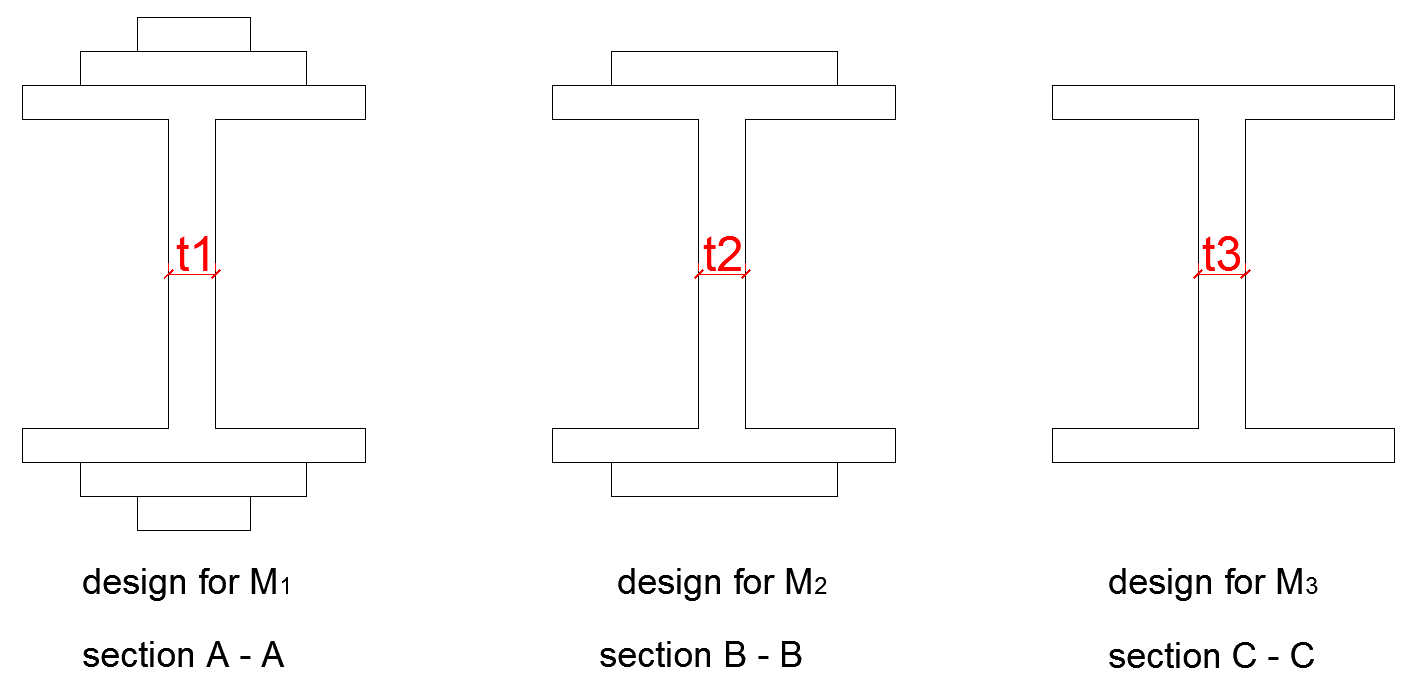 t1
t2
t3
design for M1
design for M2
design for M3
section A - A
section B - B
section C - C